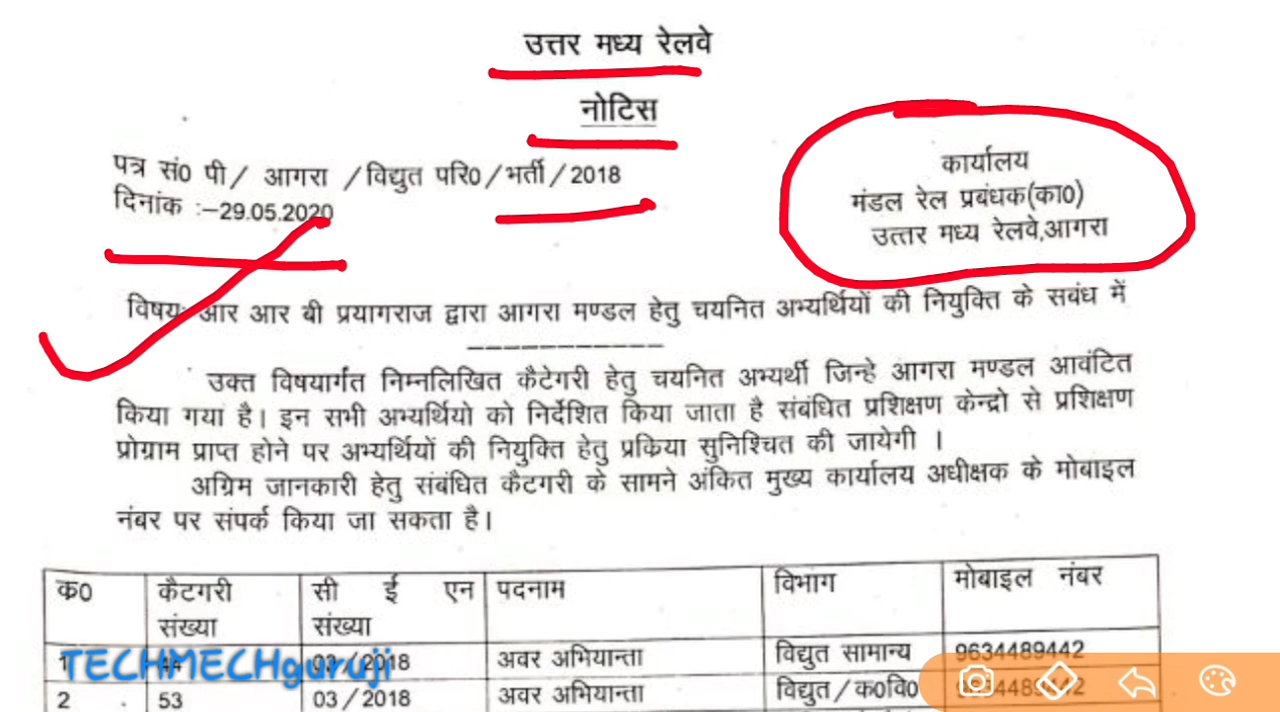 उत्तर मध्य रेलवे
नोटिस
पत्र सं0 पी/ आगरा /विद्युत परि0/भर्ती/2018
दिनांक :–29.05.2020
कार्यालय
मंडल रेल प्रबंधक(का0)
उत्तर मध्य रेलवे,आगरा
विषयः आर आर बी प्रयागराज द्वारा आगरा मण्डल हेतु चयनित अभ्यर्थियों की नियुक्ति के सबंध में
उक्त विषयार्गत निम्नलिखित कैटेगरी हेतु चयनित अभ्यर्थी जिन्हे आगरा मण्डल आवंटित
किया गया है। इन सभी अभ्यर्थियो को निर्देशित किया जाता है संबंधित प्रशिक्षण केन्द्रो से प्रशिक्षण
प्रोग्राम प्राप्त होने पर अभ्यर्थियों की नियुक्ति हेतु प्रकिया सुनिश्चित की जायेगी ।
अग्रिम जानकारी हेतु संबंधित कैटगरी के सामने अंकित मुख्य कार्यालय अधीक्षक के मोबाइल
नंबर पर संपर्क किया जा सकता है।
क0 कैटगरी संख्या सी ई एन संख्या पदनाम विभाग मोबाइल नंबर
1 03/2018 अवर अभियान्ता विद्युत सामान्य 9634489442
TECHMECHguruji
2 53 03/2018 अवर अभियान्ता विद्युत/क0वि0